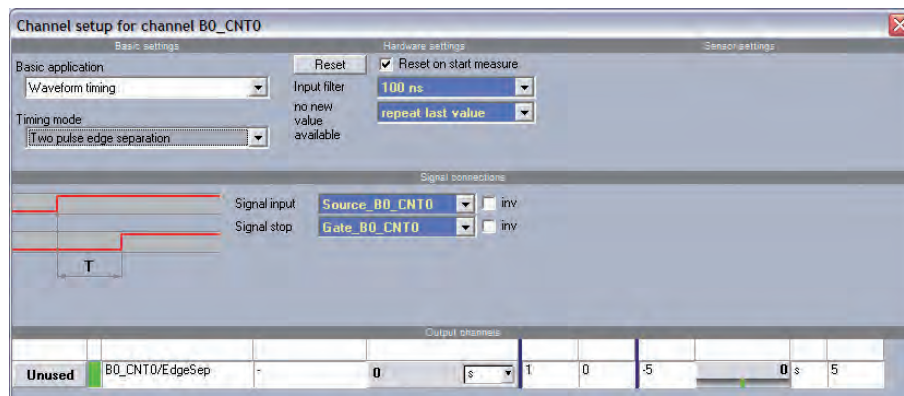 Channel setup for channel B0_CNT0
Basic settings
Hardware settings
Sensor settings
Basic application
Waveform timing
Timing mode
Two pulse edge separation
Reset
Reset on start measure
Input filter
100 ns
no new
value
available
repeat last value
Signal connections
Signal input
Source_B0_CNT0
inv
Signal stop
Gate_B0_CNT0
inv
T
Output channels
Unused
B0_CNT0/EdgeSep
-
0
s
1
0
-5
0
s
5